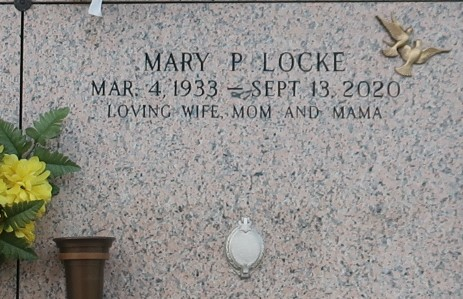 MARY P LOCKE
MAR. 4, 1933 — SEPT 13, 2020
LOVING WIFE, MOM AND MAMA